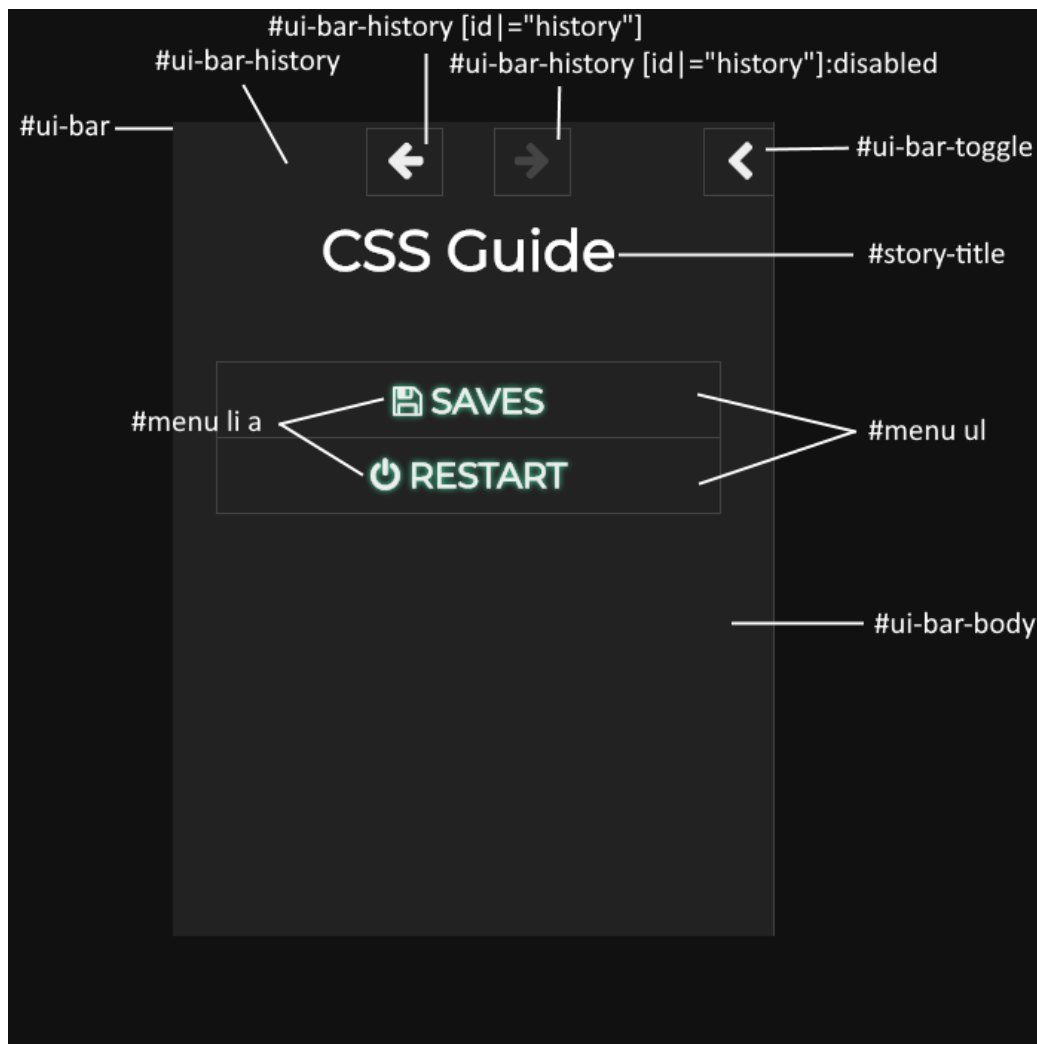 #ui-bar-history [id|="history"]
#ui-bar-history
#ui-bar-history [id|="history"]:disabled
#ui-bar
#ui-bar-toggle
CSS Guide
#story-title
SAVES
#menu li a
#menu ul
RESTART
#ui-bar-body